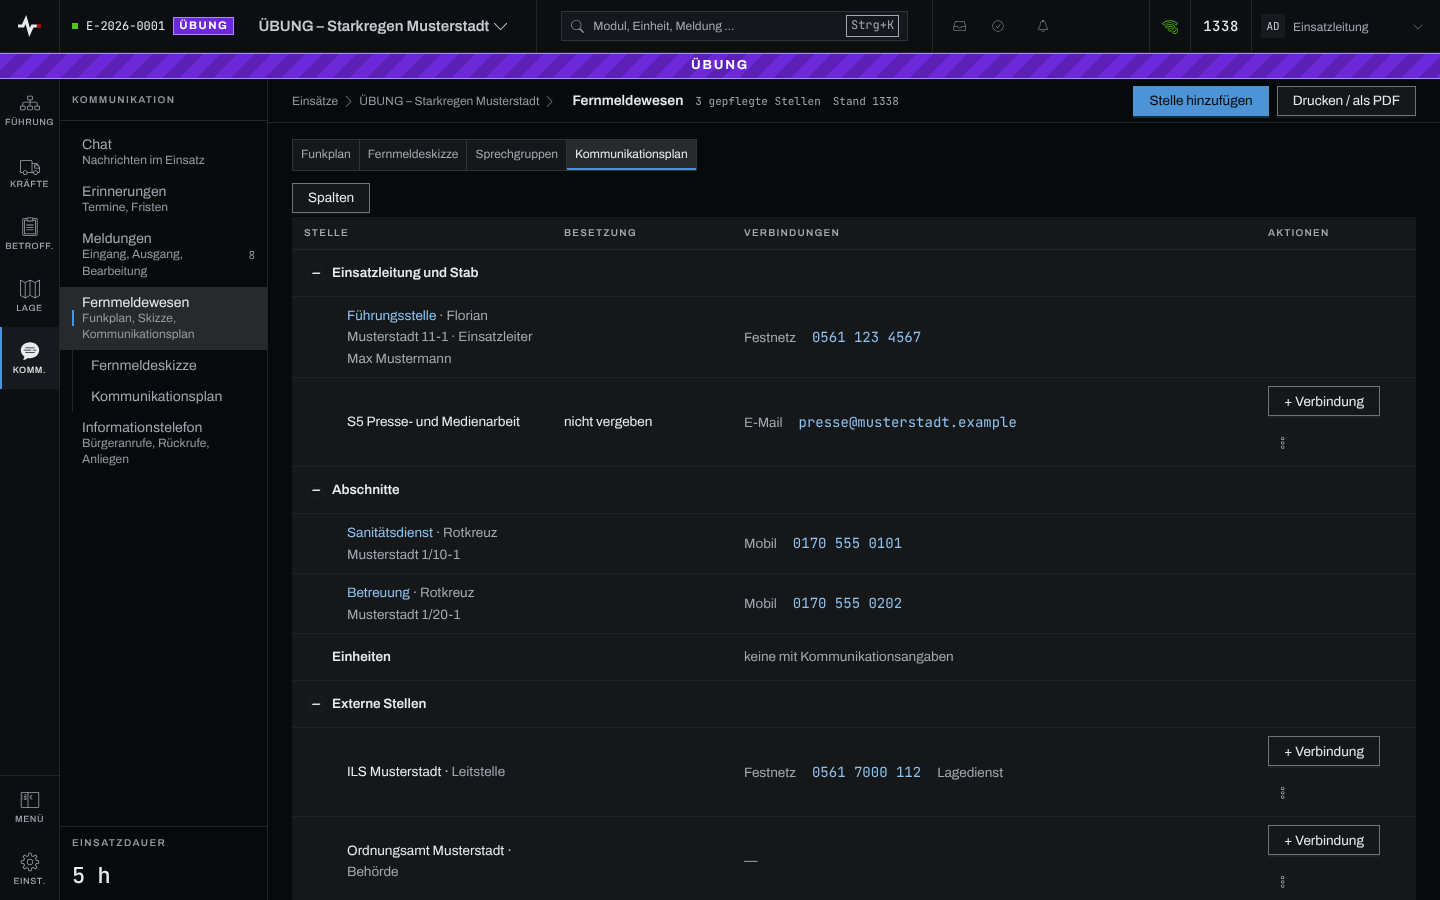 E-2026-0001 ÜBUNG ÜBUNG – Starkregen Musterstadt
Modul, Einheit, Meldung ... Strg+K
1338
AD Einsatzleitung
ÜBUNG
FÜHRUNG
KRÄFTE
BETROFF.
LAGE
KOMM.
MENÜ
EINST.
KOMMUNIKATION
Chat
Nachrichten im Einsatz
Erinnerungen
Termine, Fristen
Meldungen
Eingang, Ausgang,
Bearbeitung
8
Fernmeldewesen
Funkplan, Skizze,
Kommunikationsplan
Fernmeldeskizze
Kommunikationsplan
Informationstelefon
Bürgeranrufe, Rückrufe,
Anliegen
EINSATZDAUER
5 h
Einsätze ÜBUNG – Starkregen Musterstadt Fernmeldewesen 3 gepflegte Stellen Stand 1338
Stelle hinzufügen Drucken / als PDF
Funkplan Fernmeldeskizze Sprechgruppen Kommunikationsplan
Spalten
STELLE BESETZUNG VERBINDUNGEN AKTIONEN
– Einsatzleitung und Stab
Führungsstelle · Florian
Musterstadt 11-1 · Einsatzleiter
Max Mustermann
Festnetz 0561 123 4567
S5 Presse- und Medienarbeit nicht vergeben E-Mail presse@musterstadt.example
+ Verbindung
– Abschnitte
Sanitätsdienst · Rotkreuz
Musterstadt 1/10-1
Mobil 0170 555 0101
Betreuung · Rotkreuz
Musterstadt 1/20-1
Mobil 0170 555 0202
Einheiten keine mit Kommunikationsangaben
– Externe Stellen
ILS Musterstadt · Leitstelle Festnetz 0561 7000 112 Lagedienst
+ Verbindung
Ordnungsamt Musterstadt ·
Behörde
—
+ Verbindung